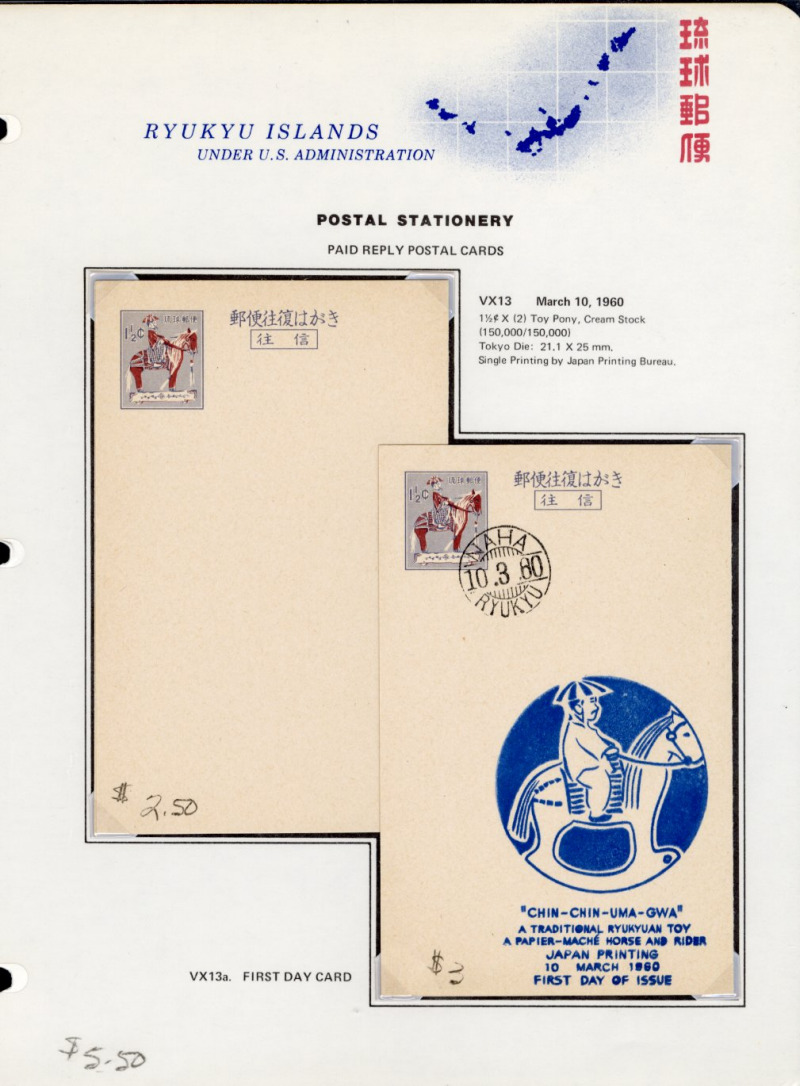 琉球郵便
RYUKYU ISLANDS
UNDER U.S. ADMINISTRATION
POSTAL STATIONERY
PAID REPLY POSTAL CARDS
VX13 March 10, 1960
1½¢ X (2) Toy Pony, Cream Stock
(150,000/150,000)
Tokyo Die: 21.1 X 25 mm.
Single Printing by Japan Printing Bureau.
琉球郵便
1½¢
郵便往復はがき
往信
$2.50
琉球郵便
1½¢
郵便往復はがき
往信
NAHA
10.3.60
RYUKYU
"CHIN-CHIN-UMA-GWA"
A TRADITIONAL RYUKYUAN TOY
A PAPIER-MACHÉ HORSE AND RIDER
JAPAN PRINTING
10 MARCH 1960
FIRST DAY OF ISSUE
$3
VX13a. FIRST DAY CARD
$5.50